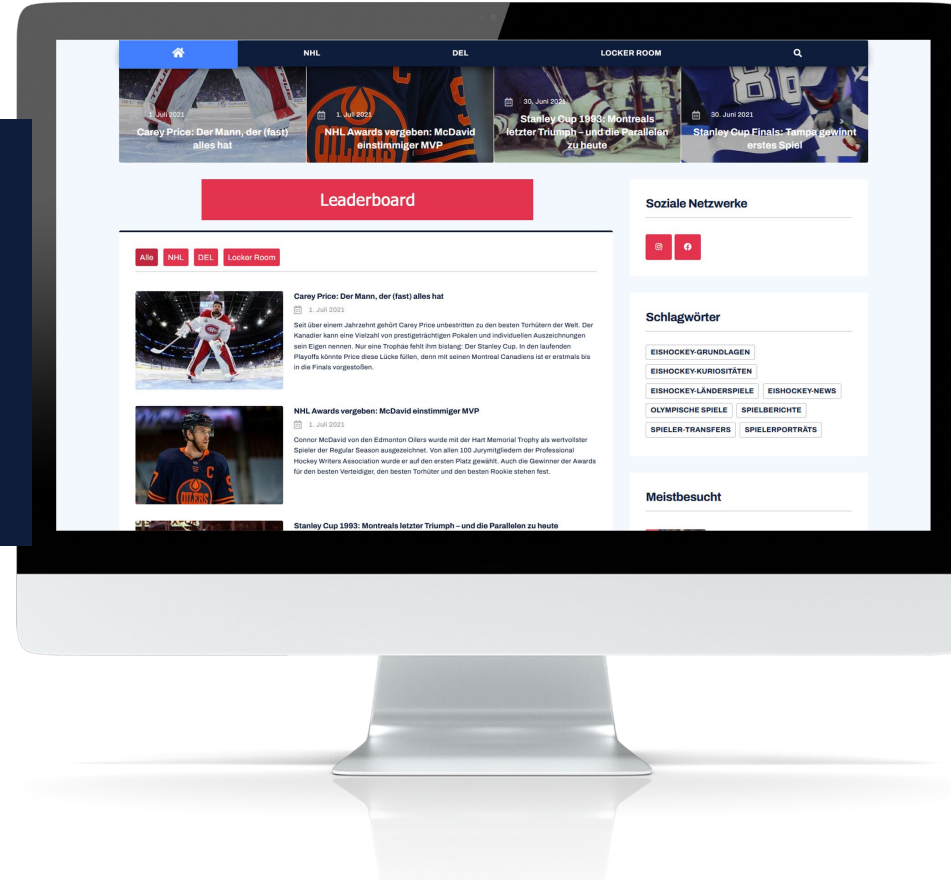 NHL
DEL
LOCKER ROOM
1. Juli 2021
Carey Price: Der Mann, der (fast)
alles hat
1. Juli 2021
NHL Awards vergeben: McDavid
einstimmiger MVP
30. Juni 2021
Stanley Cup 1993: Montreals
letzter Triumph – und die Parallelen
zu heute
30. Juni 2021
Stanley Cup Finals: Tampa gewinnt
erstes Spiel
Leaderboard
Alle
NHL
DEL
Locker Room
Carey Price: Der Mann, der (fast) alles hat
1. Juli 2021
Seit über einem Jahrzehnt gehört Carey Price unbestritten zu den besten Torhütern der Welt. Der
Kanadier kann eine Vielzahl von prestigeträchtigen Pokalen und individuellen Auszeichnungen
sein Eigen nennen. Nur eine Trophäe fehlt ihm bislang: Der Stanley Cup. In den laufenden
Playoffs könnte Price diese Lücke füllen, denn mit seinen Montreal Canadiens ist er erstmals bis
in die Finals vorgestoßen.
NHL Awards vergeben: McDavid einstimmiger MVP
1. Juli 2021
Connor McDavid von den Edmonton Oilers wurde mit der Hart Memorial Trophy als wertvollster
Spieler der Regular Season ausgezeichnet. Von allen 100 Jurymitgliedern der Professional
Hockey Writers Association wurde er auf den ersten Platz gewählt. Auch die Gewinner der Awards
für den besten Verteidiger, den besten Torhüter und den besten Rookie stehen fest.
OILERS
Stanley Cup 1993: Montreals letzter Triumph – und die Parallelen zu heute
Soziale Netzwerke
Schlagwörter
EISHOCKEY-GRUNDLAGEN
EISHOCKEY-KURIOSITÄTEN
EISHOCKEY-LÄNDERSPIELE
EISHOCKEY-NEWS
OLYMPISCHE SPIELE
SPIELBERICHTE
SPIELER-TRANSFERS
SPIELERPORTRÄTS
Meistbesucht